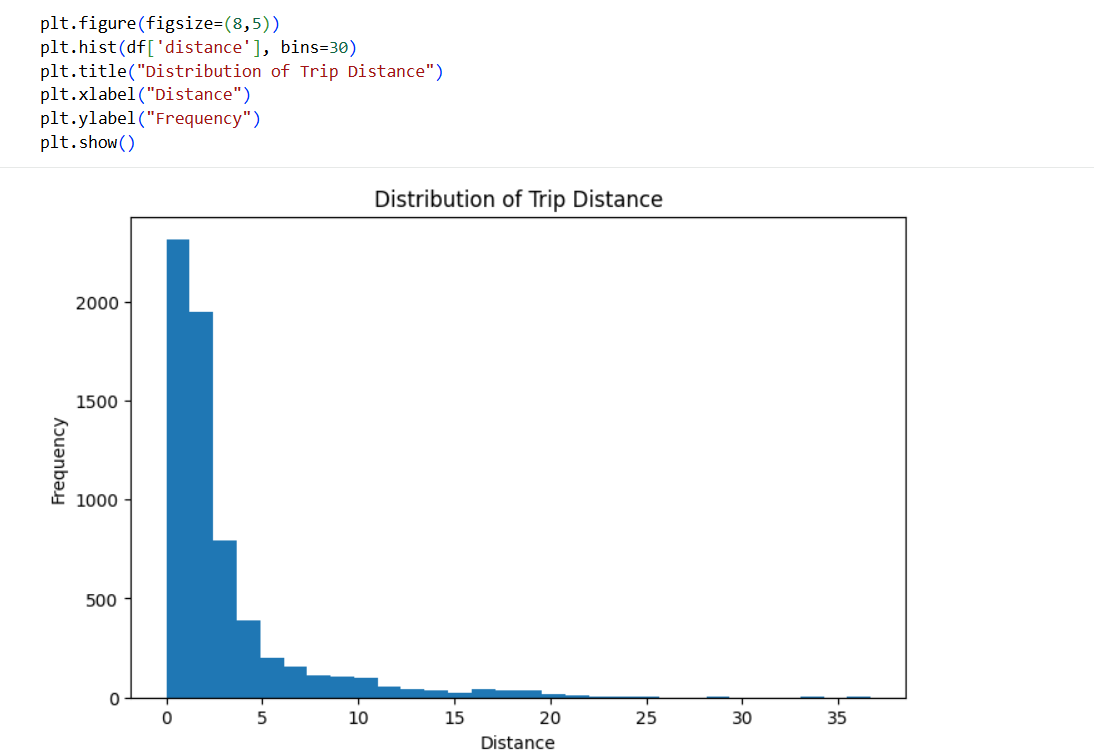 plt.figure(figsize=(8,5))
plt.hist(df['distance'], bins=30)
plt.title("Distribution of Trip Distance")
plt.xlabel("Distance")
plt.ylabel("Frequency")
plt.show()
Distribution of Trip Distance
2000
1500
1000
500
0
Frequency
0 5 10 15 20 25 30 35
Distance